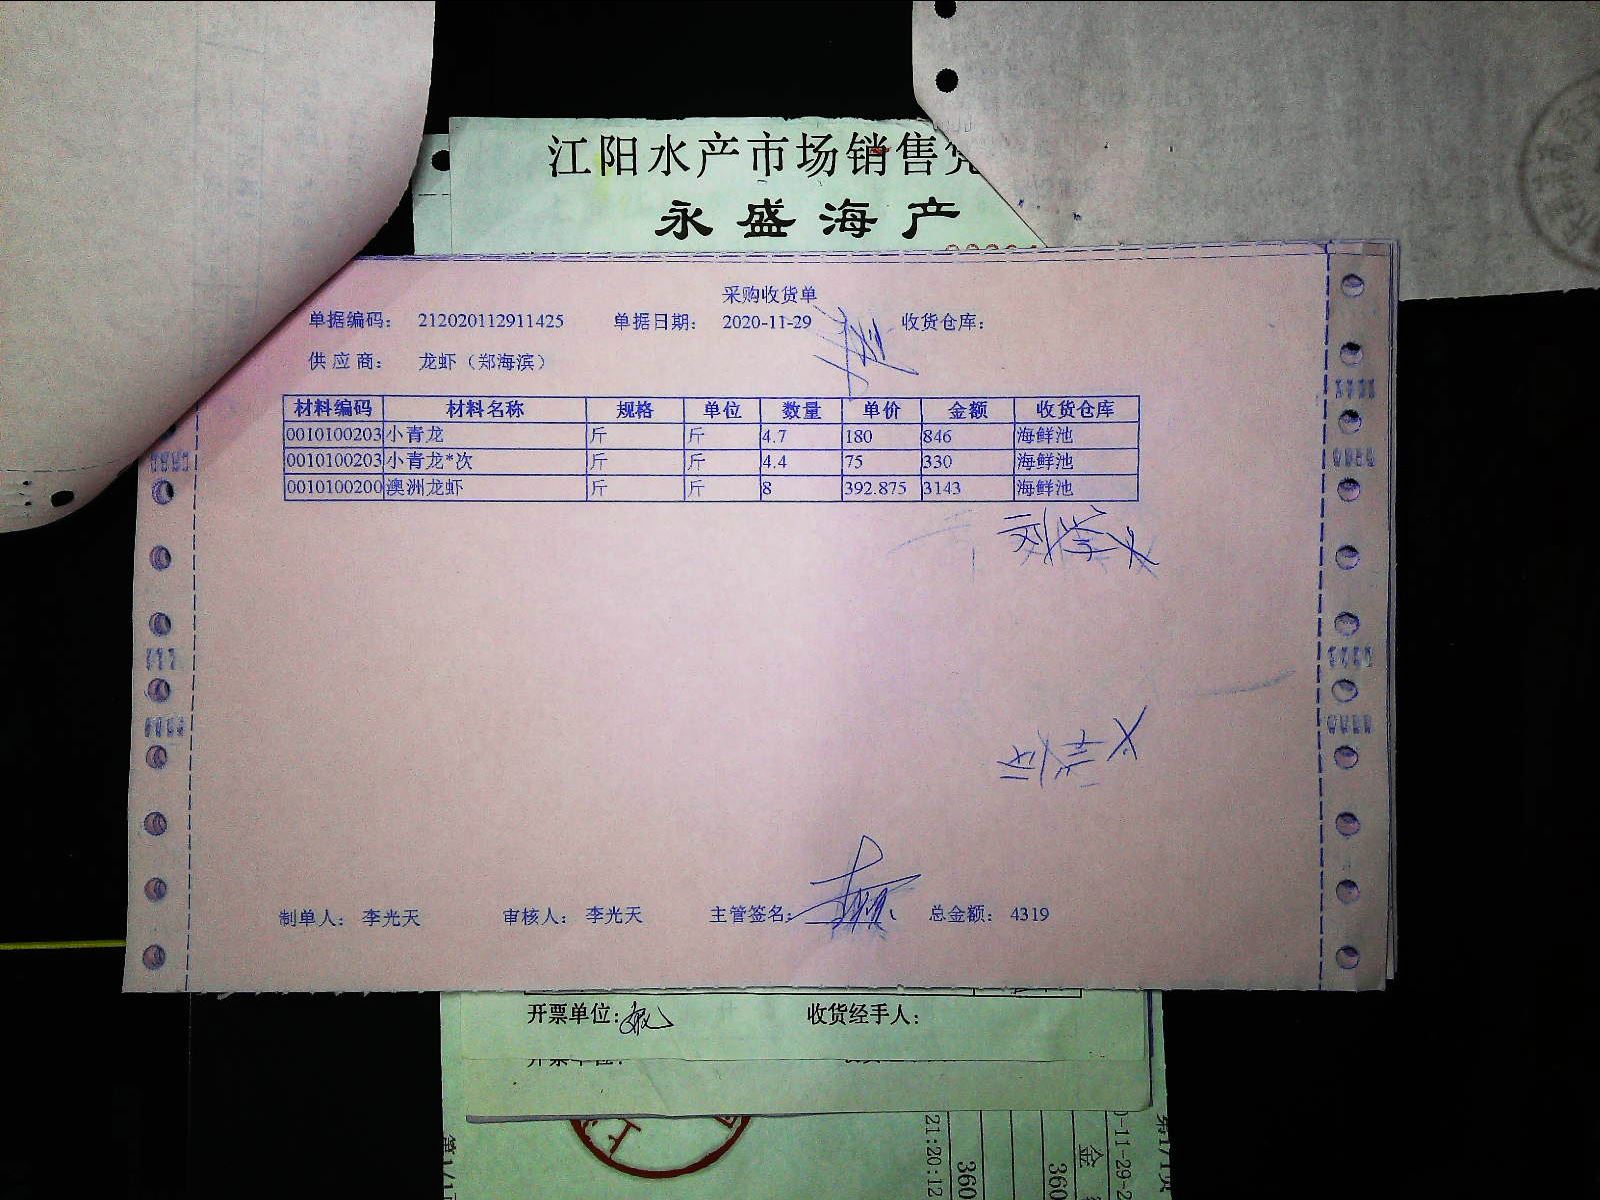 江阳水产市场销售
永盛海产
采购收货单
单据编码： 212020112911425 单据日期： 2020-11-29 收货仓库：
供应商： 龙虾（郑海滨）
材料编码 材料名称 规格 单位 数量 单价 金额 收货仓库
0010100203 小青龙 斤 斤 4.7 180 846 海鲜池
0010100203 小青龙*次 斤 斤 4.4 75 330 海鲜池
0010100200 澳洲龙虾 斤 斤 8 392.875 3143 海鲜池
制单人： 李光天 审核人： 李光天 主管签名： 总金额： 4319
开票单位： 收货经手人：
21:20:12
360
360
金